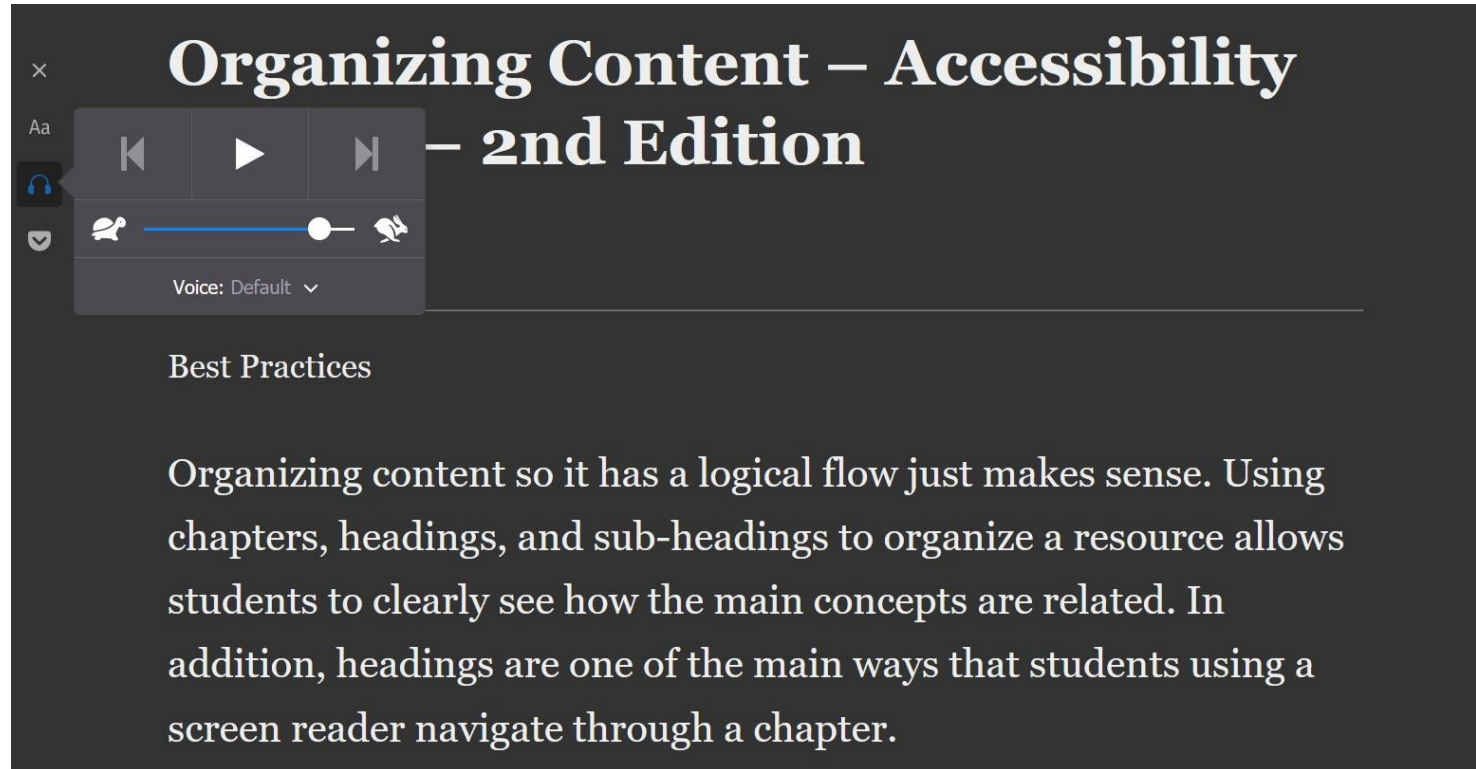 Organizing Content – Accessibility
– 2nd Edition
Aa
Voice: Default
Best Practices
Organizing content so it has a logical flow just makes sense. Using
chapters, headings, and sub-headings to organize a resource allows
students to clearly see how the main concepts are related. In
addition, headings are one of the main ways that students using a
screen reader navigate through a chapter.